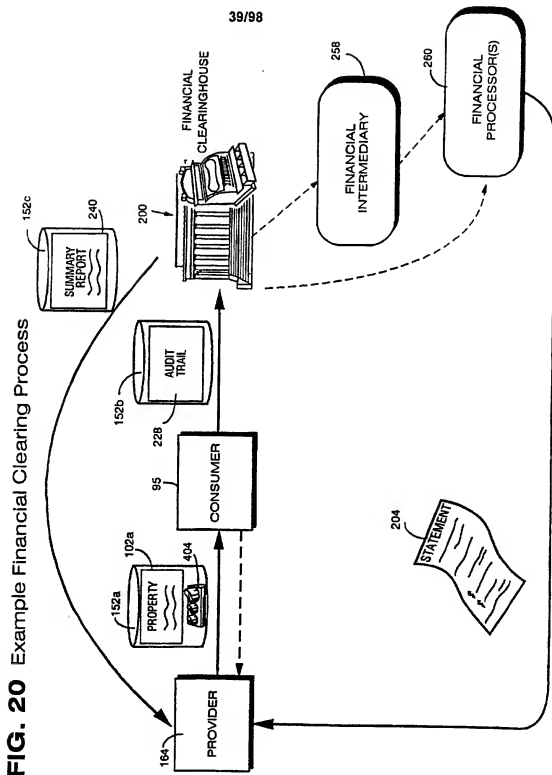 39/98
FIG. 20 Example Financial Clearing Process
152c
SUMMARY
REPORT
240
200
FINANCIAL
CLEARINGHOUSE
258
FINANCIAL
INTERMEDIARY
260
FINANCIAL
PROCESSOR(S)
152b
AUDIT
TRAIL
228
95
CONSUMER
152a
PROPERTY
102a
404
164
PROVIDER
204
STATEMENT